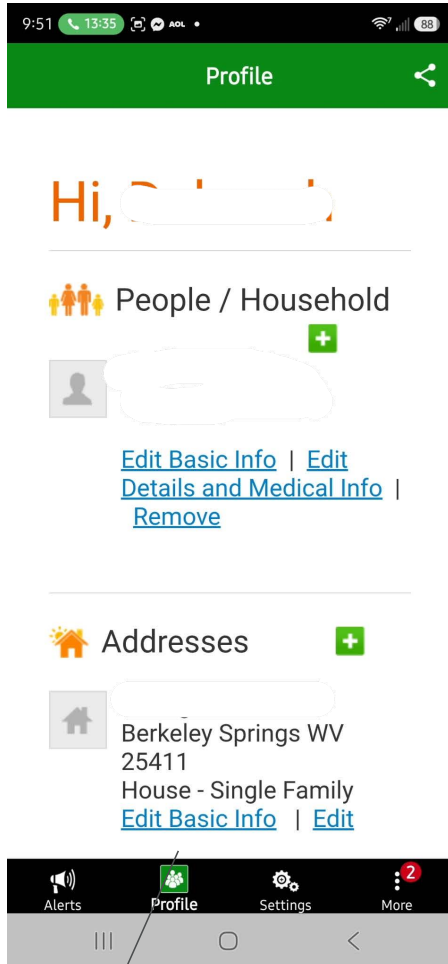 9:51 13:35 AOL 88
Profile
Hi,
People / Household
Edit Basic Info | Edit
Details and Medical Info |
Remove
Addresses
Berkeley Springs WV
25411
House - Single Family
Edit Basic Info | Edit
2
Alerts Profile Settings More